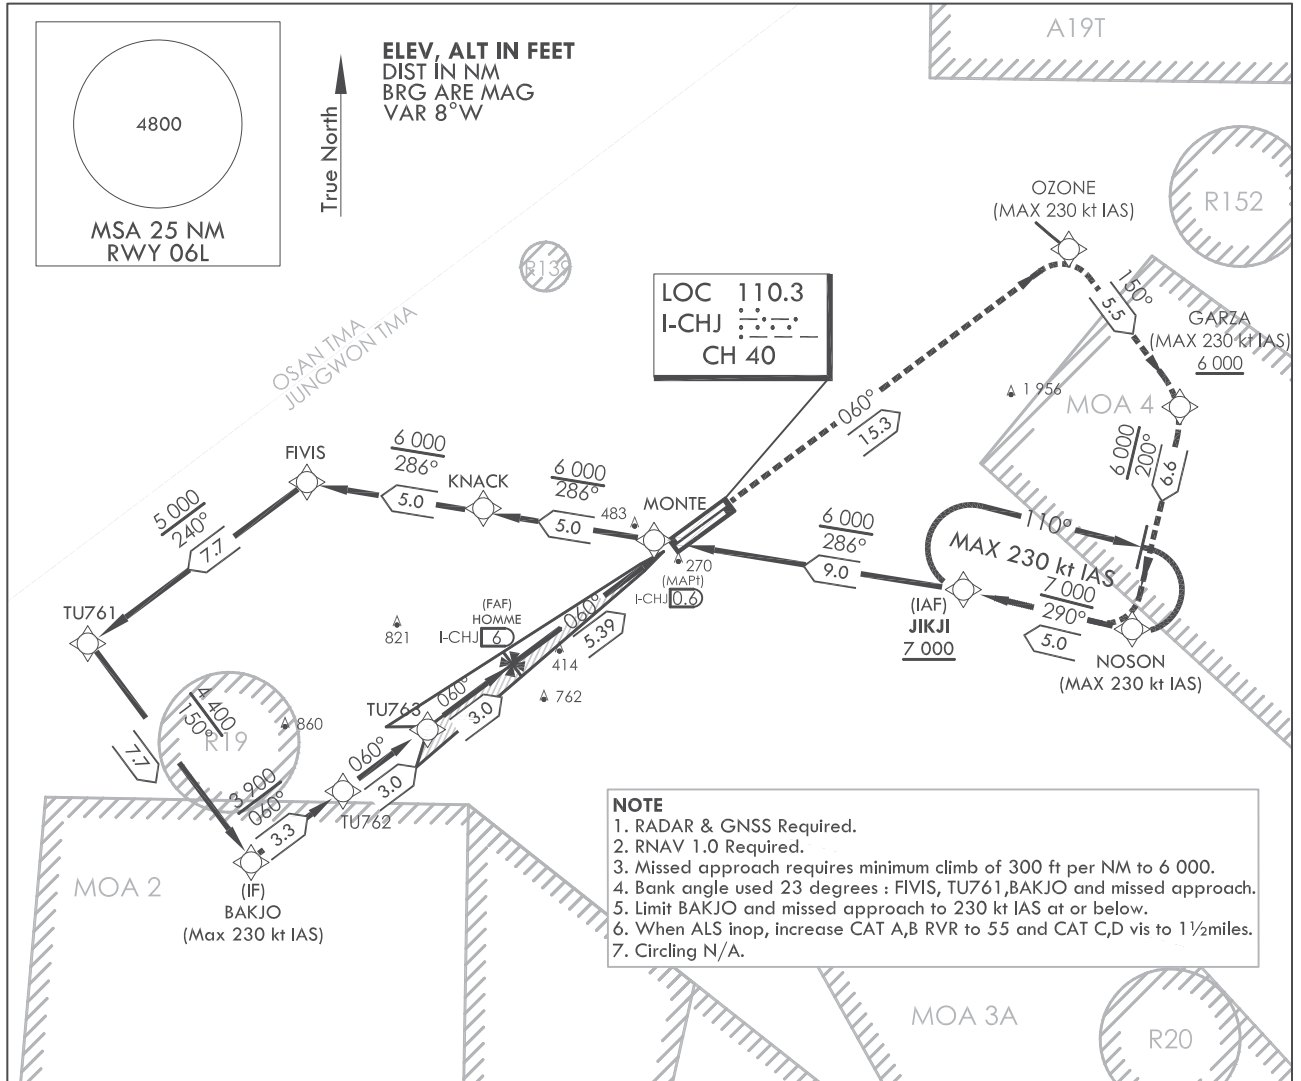 4800
MSA 25 NM
RWY 06L
True North
ELEV, ALT IN FEET
DIST IN NM
BRG ARE MAG
VAR 8°W
A19T
R152
R139
OZONE
(MAX 230 kt IAS)
150°
5.5
GARZA
(MAX 230 kt IAS)
6 000
LOC 110.3
I-CHJ
CH 40
OSAN TMA
JUNGWON TMA
060°
15.3
1 956
MOA 4
6 000
200°
6.6
FIVIS
6 000
286°
5.0
KNACK
6 000
286°
5.0
MONTE
483
270
(MAPt)
I-CHJ 0.6
6 000
286°
9.0
110°
MAX 230 kt IAS
(IAF)
JIKJI
7 000
7 000
290°
5.0
NOSON
(MAX 230 kt IAS)
5 000
240°
7.7
TU761
821
(FAF)
HOMME
I-CHJ 6
060°
5.39
414
762
TU763
060°
3.0
4 400
150°
R19
860
7.7
060°
3.0
TU762
3 900
060°
3.3
MOA 2
(IF)
BAKJO
(Max 230 kt IAS)
NOTE
1. RADAR & GNSS Required.
2. RNAV 1.0 Required.
3. Missed approach requires minimum climb of 300 ft per NM to 6 000.
4. Bank angle used 23 degrees : FIVIS, TU761,BAKJO and missed approach.
5. Limit BAKJO and missed approach to 230 kt IAS at or below.
6. When ALS inop, increase CAT A,B RVR to 55 and CAT C,D vis to 1½miles.
7. Circling N/A.
MOA 3A
R20